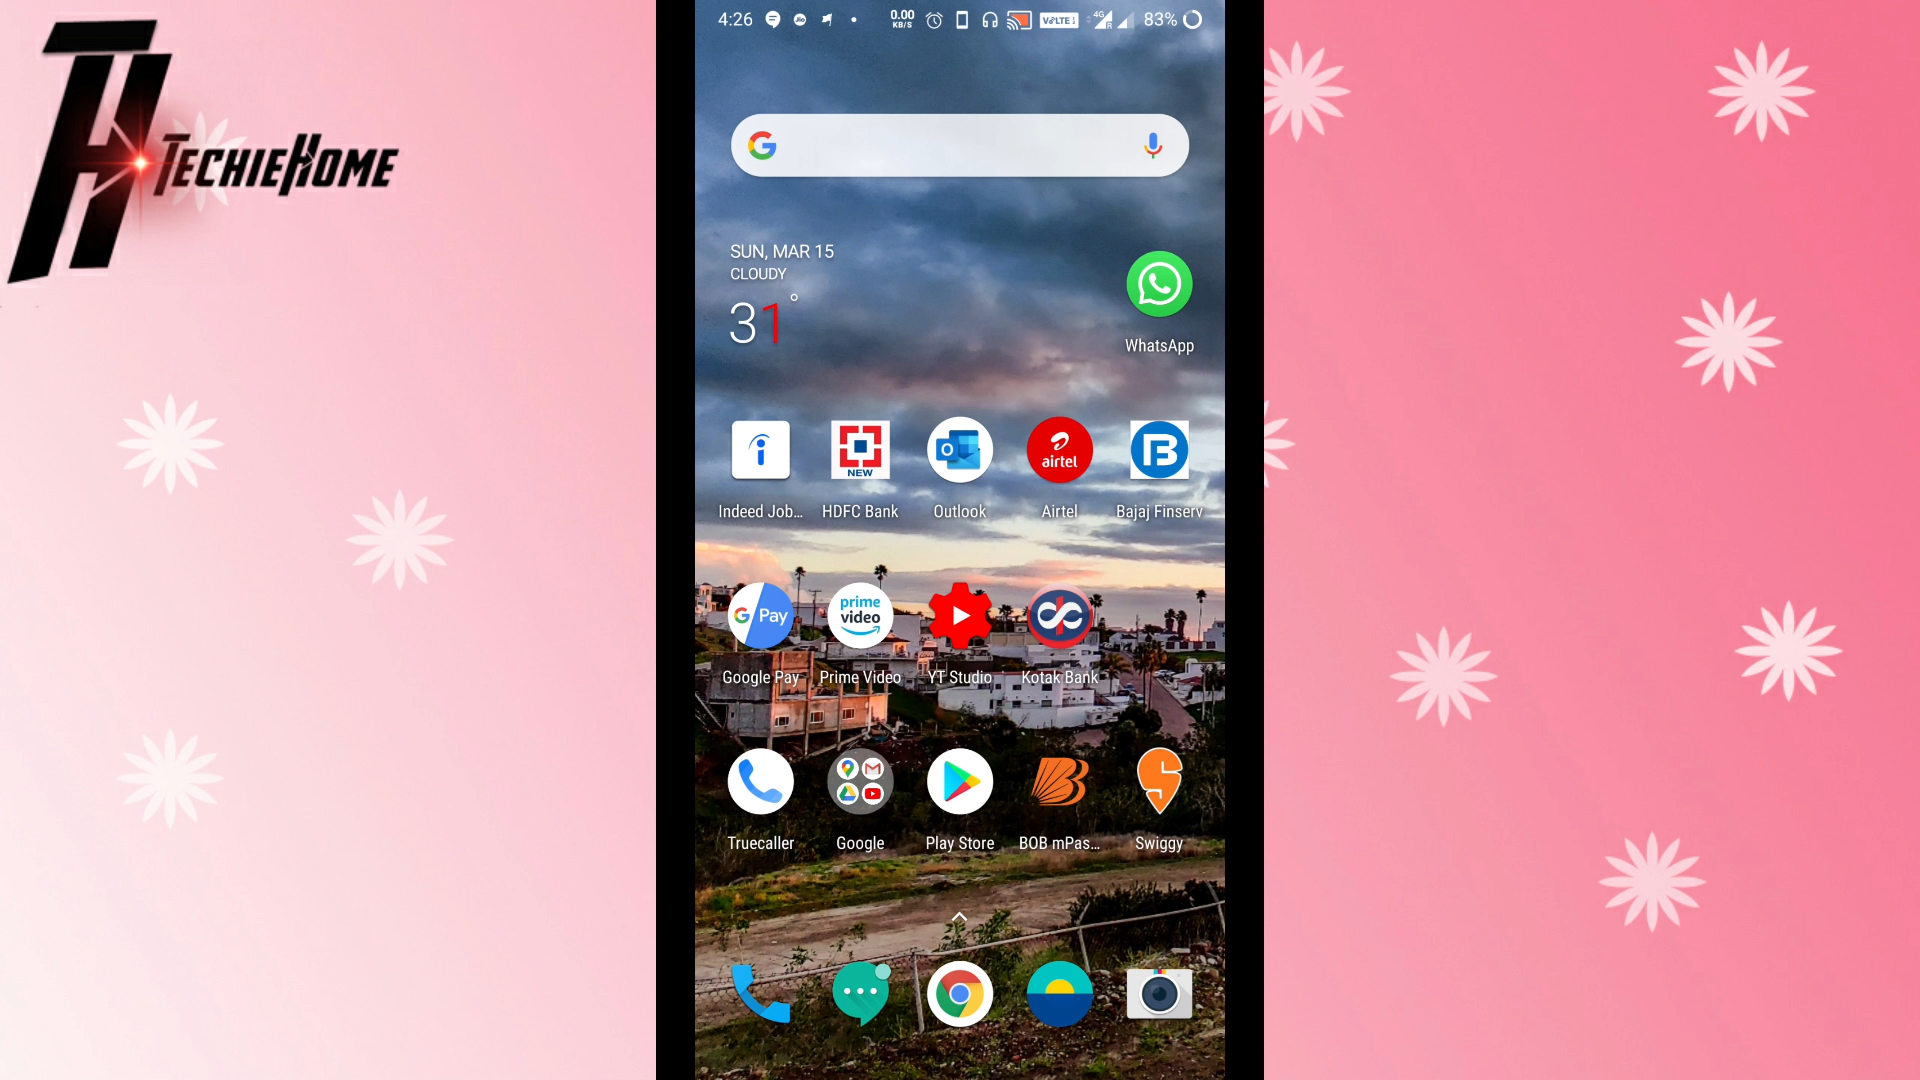 TECHIEHOME
4:26
0.00
KB/S
VoLTE
4G
R
83%
SUN, MAR 15
CLOUDY
31°
WhatsApp
NEW
airtel
Indeed Job...
HDFC Bank
Outlook
Airtel
Bajaj Finserv
G Pay
prime
video
Google Pay
Prime Video
YT Studio
Kotak Bank
Truecaller
Google
Play Store
BOB mPas...
Swiggy